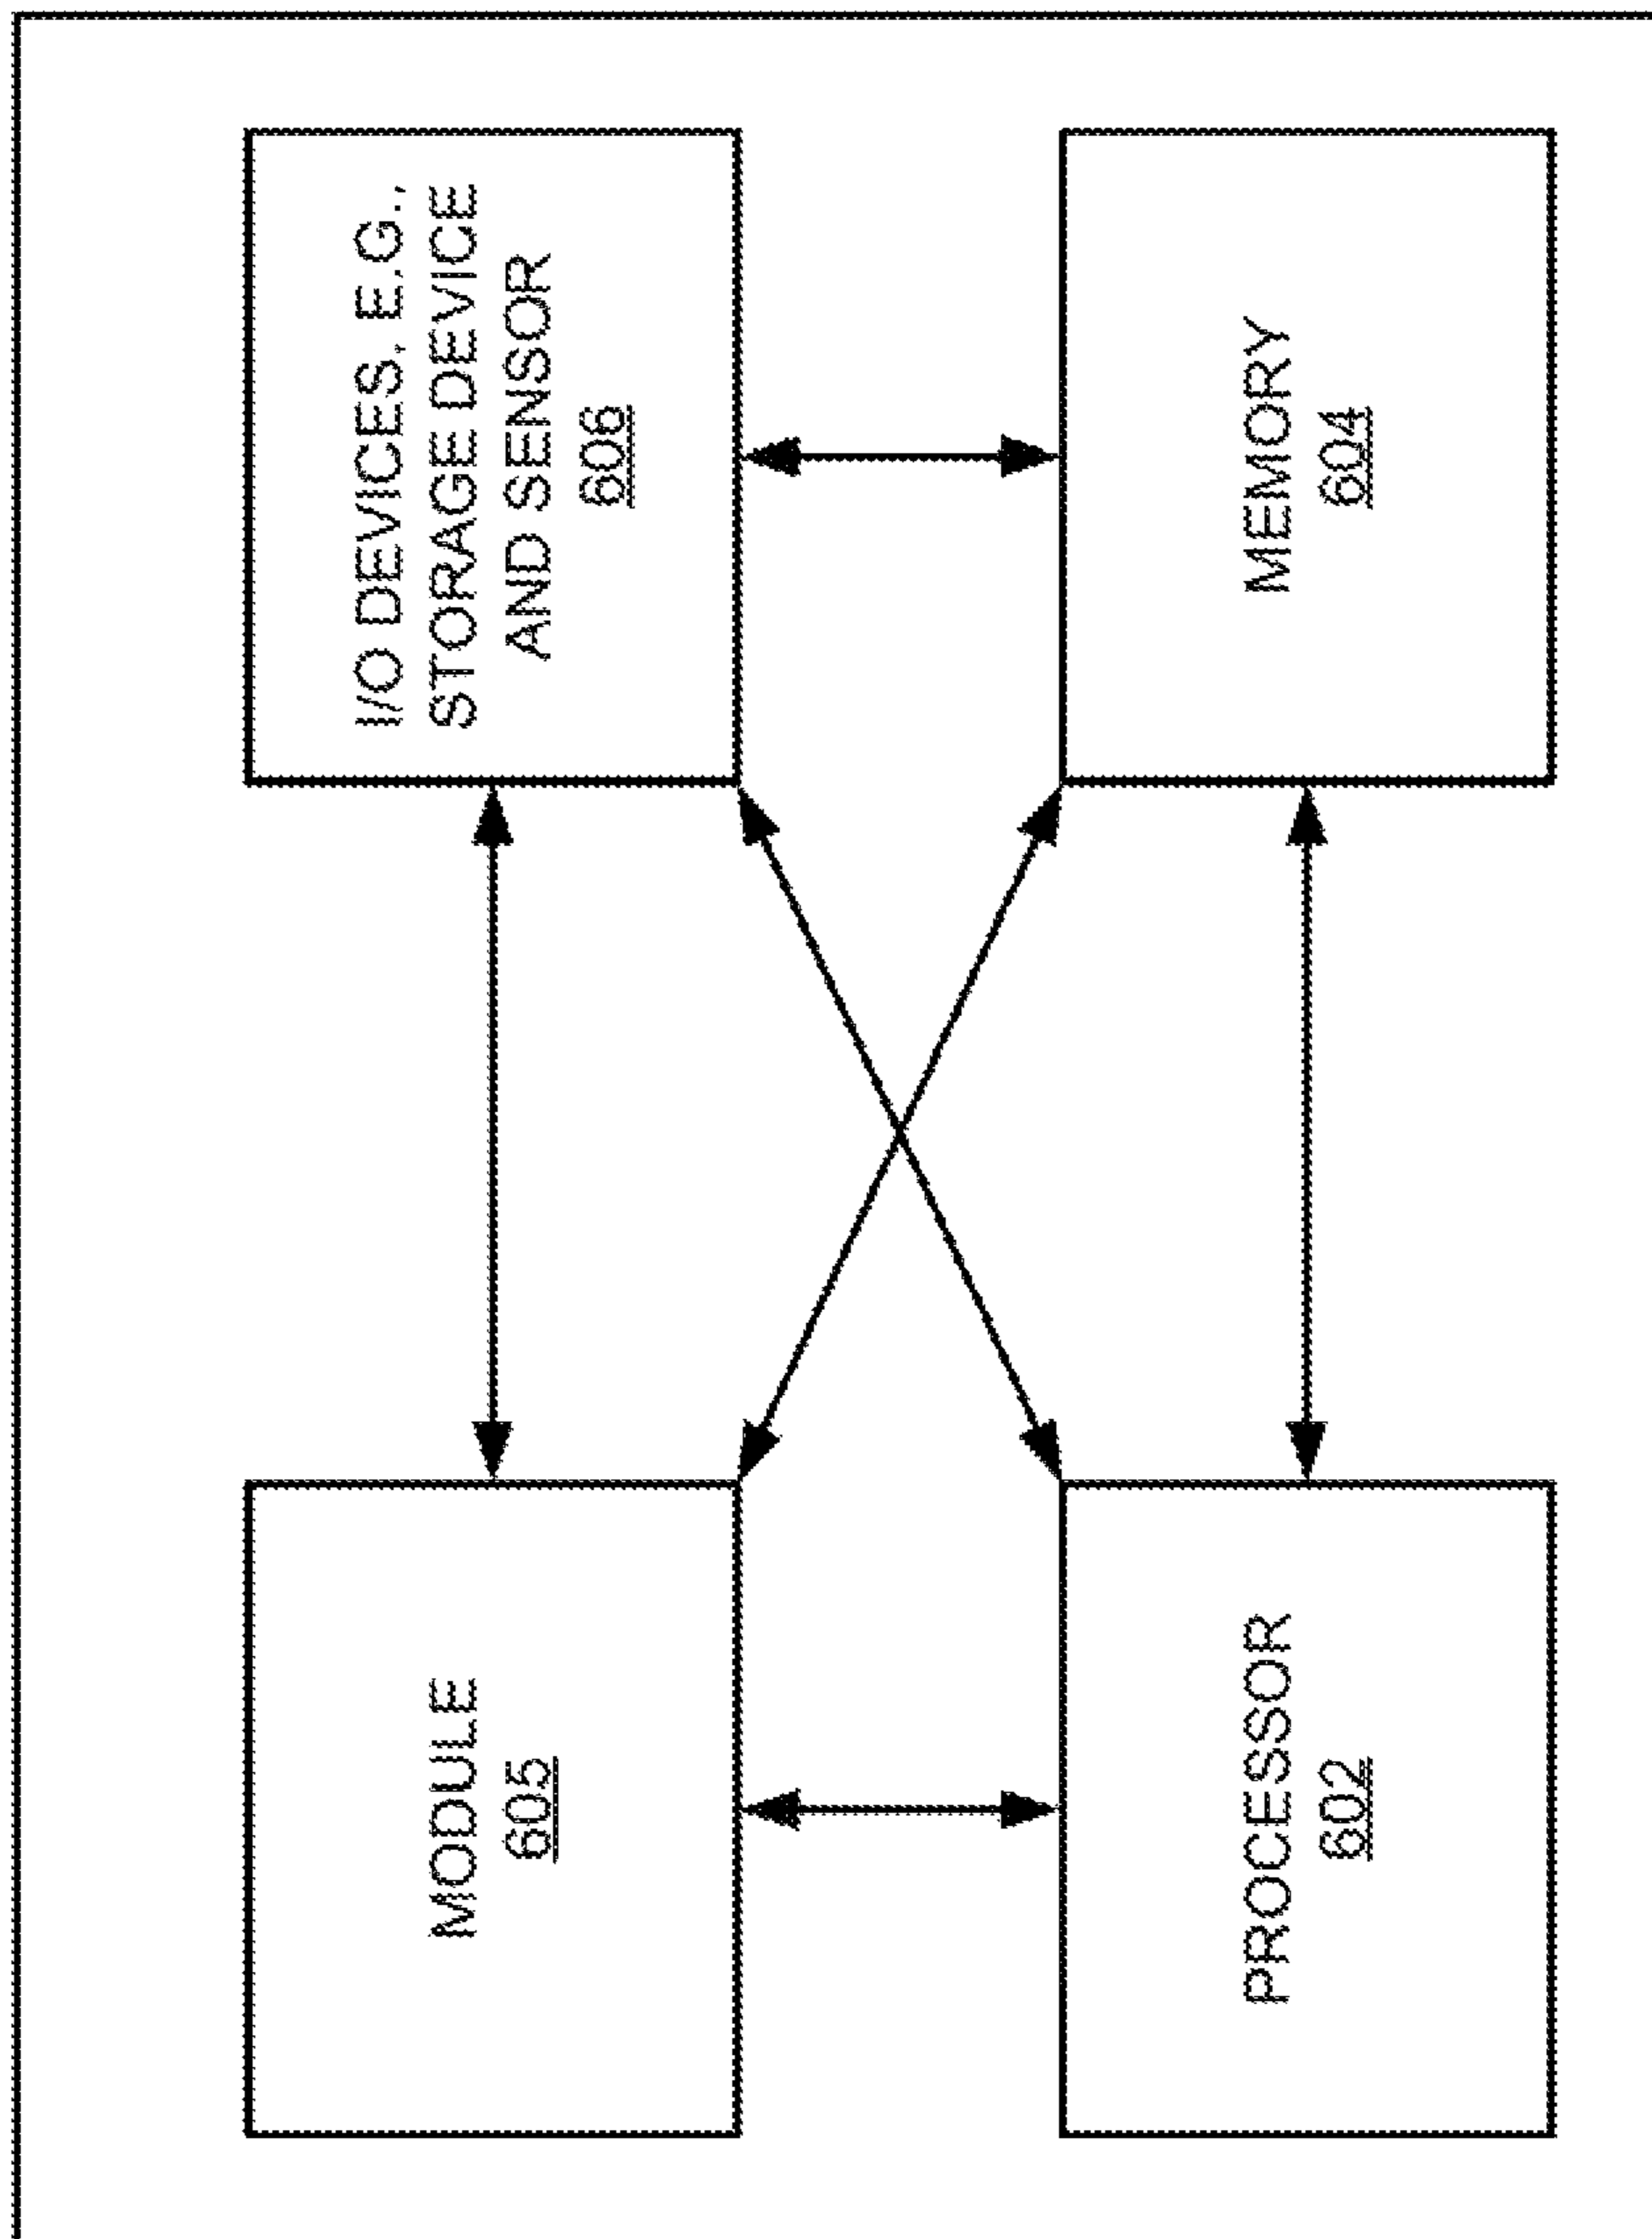 MODULE
605
I/O DEVICES, E.G.,
STORAGE DEVICE
AND SENSOR
606
PROCESSOR
602
MEMORY
604